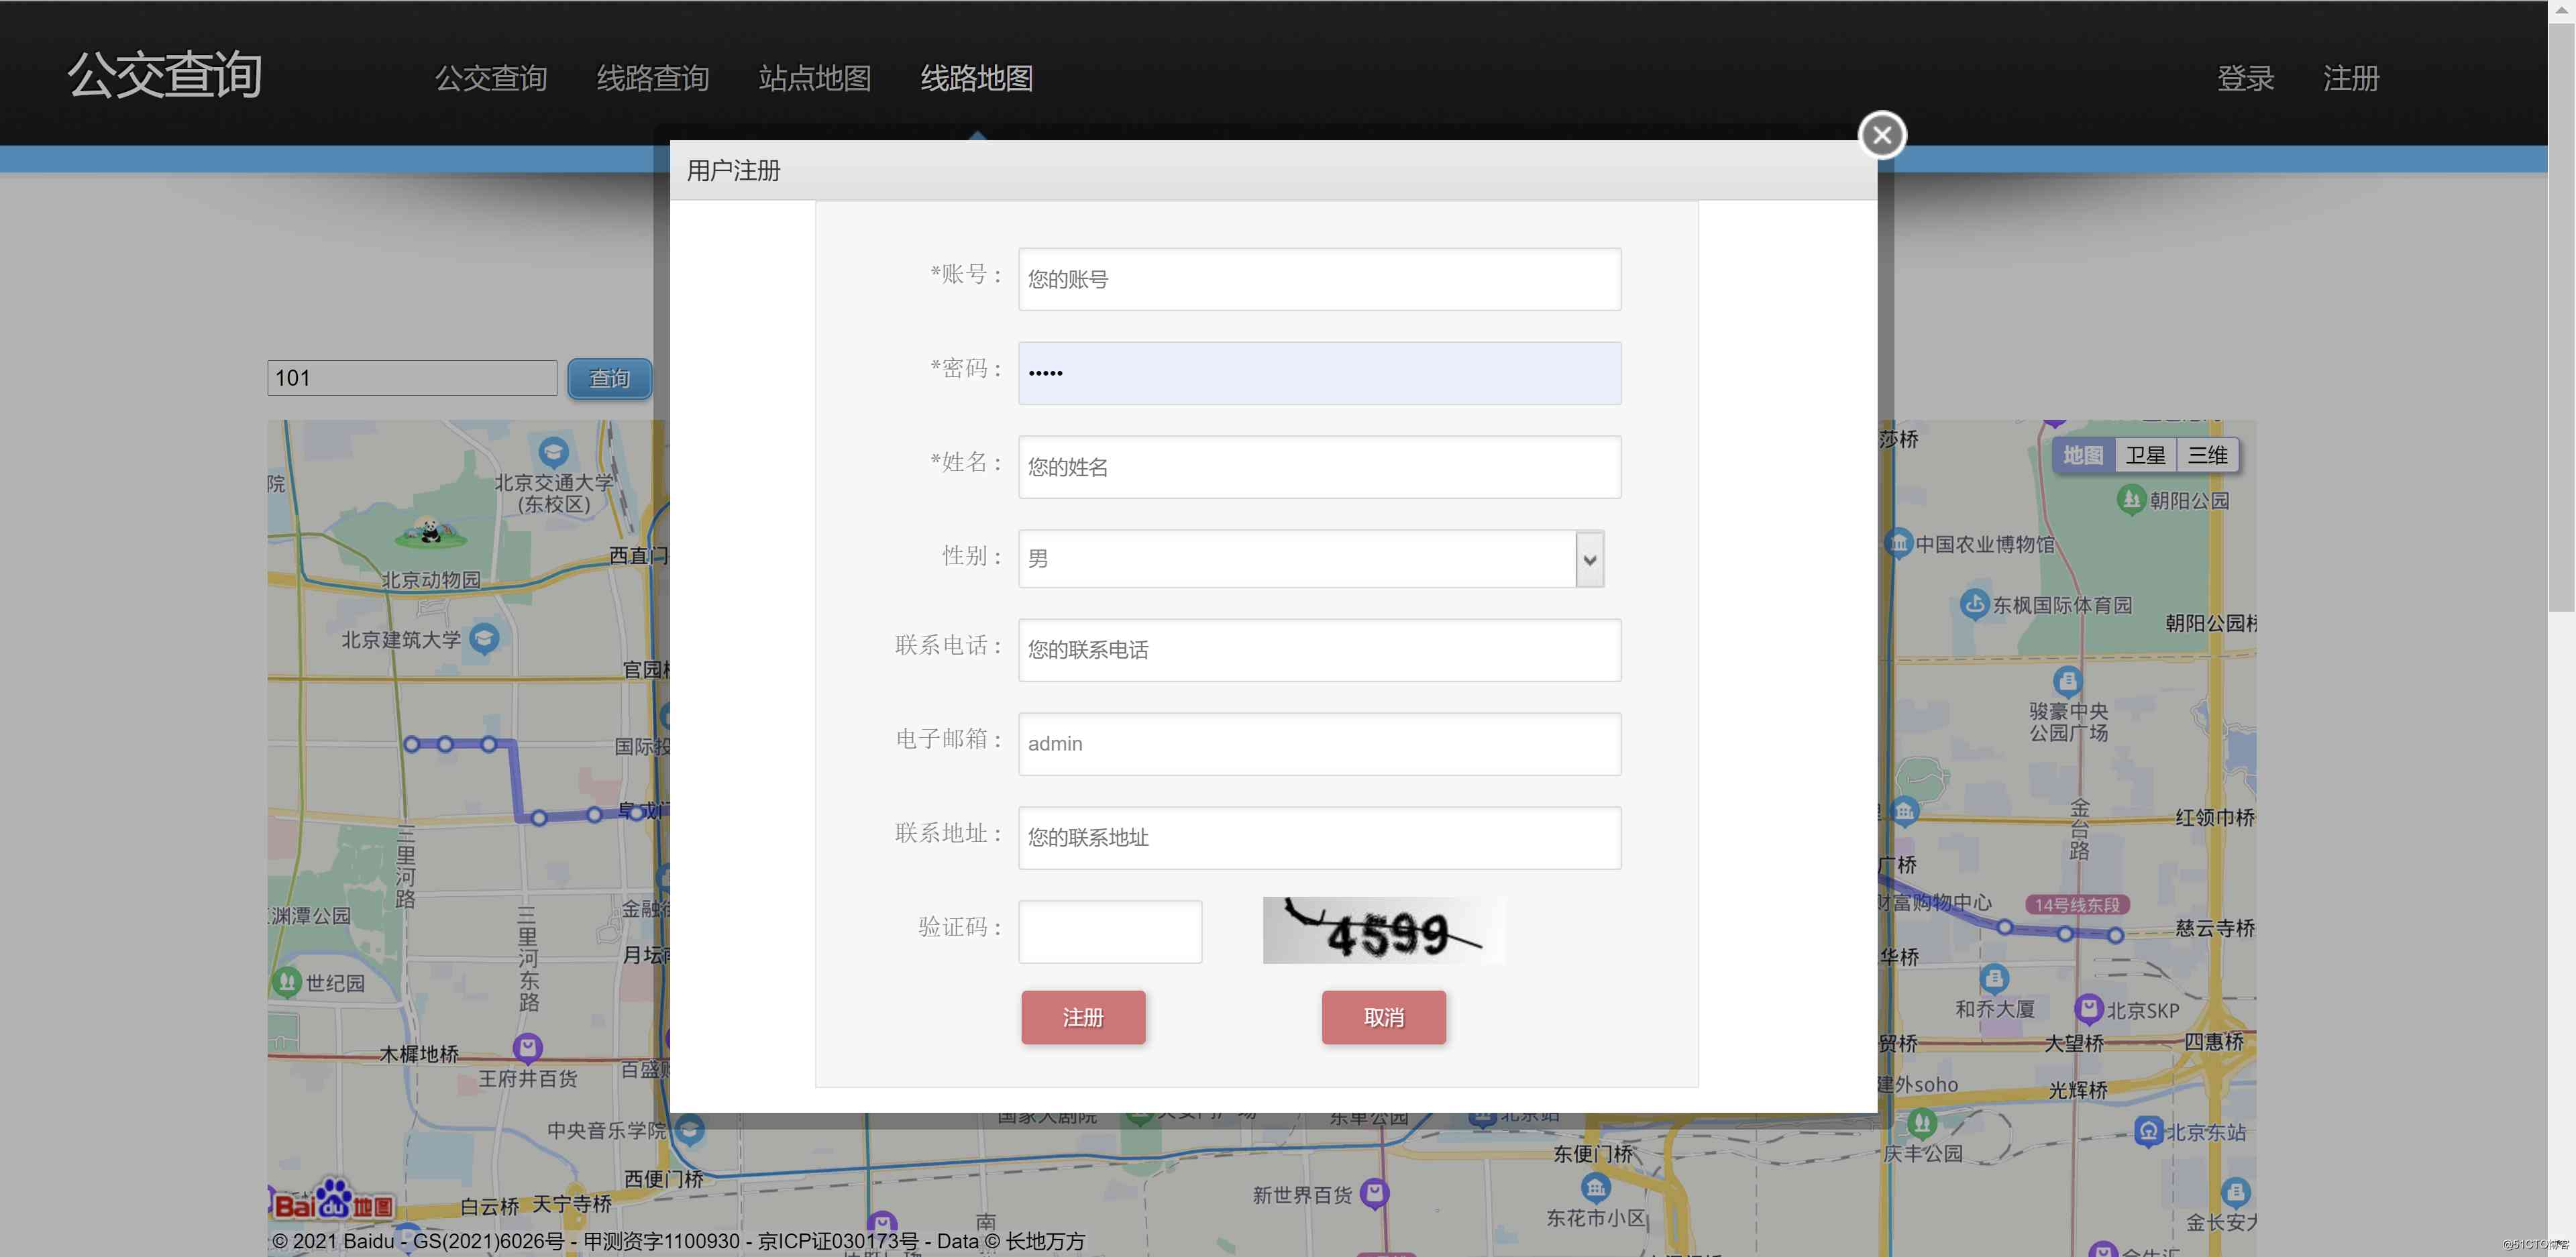 公交查询
公交查询 线路查询 站点地图 线路地图
登录 注册
用户注册
*账号：
您的账号
*密码：
•••••
*姓名：
您的姓名
性别：
男
联系电话：
您的联系电话
电子邮箱：
admin
联系地址：
您的联系地址
验证码：
4599
注册
取消
101
查询
地图 卫星 三维
院
北京交通大学
(东校区)
北京动物园
西直门
北京建筑大学
官园
国际投
阜成门
三里河路
渊潭公园
三里河东路
金融街
月坛南
世纪园
木樨地桥
王府井百货
百盛购
中央音乐学院
西便门桥
白云桥
天宁寺桥
Bai du 地图
莎桥
朝阳公园
中国农业博物馆
东枫国际体育园
朝阳公园桥
骏豪中央
公园广场
金台路
红领巾桥
广桥
财富购物中心
14号线东段
慈云寺桥
华桥
和乔大厦
北京SKP
贸桥
大望桥
四惠桥
建外soho
光辉桥
国家大剧院
东单公园
北京站
庆丰公园
北京东站
东便门桥
新世界百货
东花市小区
金长安大
南
© 2021 Baidu - GS(2021)6026号 - 甲测资字1100930 - 京ICP证030173号 - Data © 长地万方
@51CTO博客